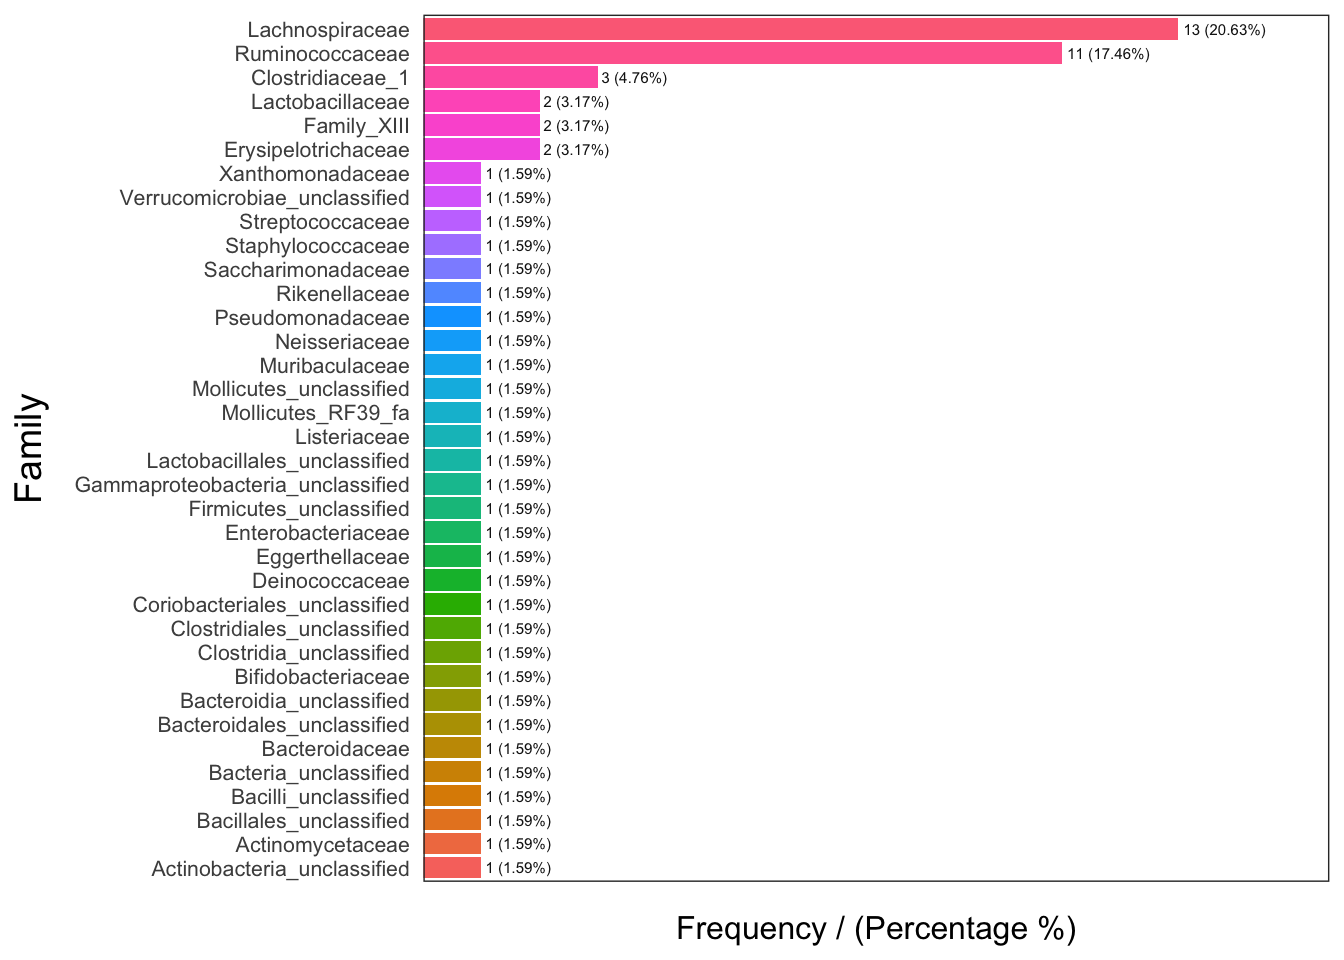 Family
Lachnospiraceae 13 (20.63%)
Ruminococcaceae 11 (17.46%)
Clostridiaceae_1 3 (4.76%)
Lactobacillaceae 2 (3.17%)
Family_XIII 2 (3.17%)
Erysipelotrichaceae 2 (3.17%)
Xanthomonadaceae 1 (1.59%)
Verrucomicrobiae_unclassified 1 (1.59%)
Streptococcaceae 1 (1.59%)
Staphylococcaceae 1 (1.59%)
Saccharimonadaceae 1 (1.59%)
Rikenellaceae 1 (1.59%)
Pseudomonadaceae 1 (1.59%)
Neisseriaceae 1 (1.59%)
Muribaculaceae 1 (1.59%)
Mollicutes_unclassified 1 (1.59%)
Mollicutes_RF39_fa 1 (1.59%)
Listeriaceae 1 (1.59%)
Lactobacillales_unclassified 1 (1.59%)
Gammaproteobacteria_unclassified 1 (1.59%)
Firmicutes_unclassified 1 (1.59%)
Enterobacteriaceae 1 (1.59%)
Eggerthellaceae 1 (1.59%)
Deinococcaceae 1 (1.59%)
Coriobacteriales_unclassified 1 (1.59%)
Clostridiales_unclassified 1 (1.59%)
Clostridia_unclassified 1 (1.59%)
Bifidobacteriaceae 1 (1.59%)
Bacteroidia_unclassified 1 (1.59%)
Bacteroidales_unclassified 1 (1.59%)
Bacteroidaceae 1 (1.59%)
Bacteria_unclassified 1 (1.59%)
Bacilli_unclassified 1 (1.59%)
Bacillales_unclassified 1 (1.59%)
Actinomycetaceae 1 (1.59%)
Actinobacteria_unclassified 1 (1.59%)
Frequency / (Percentage %)